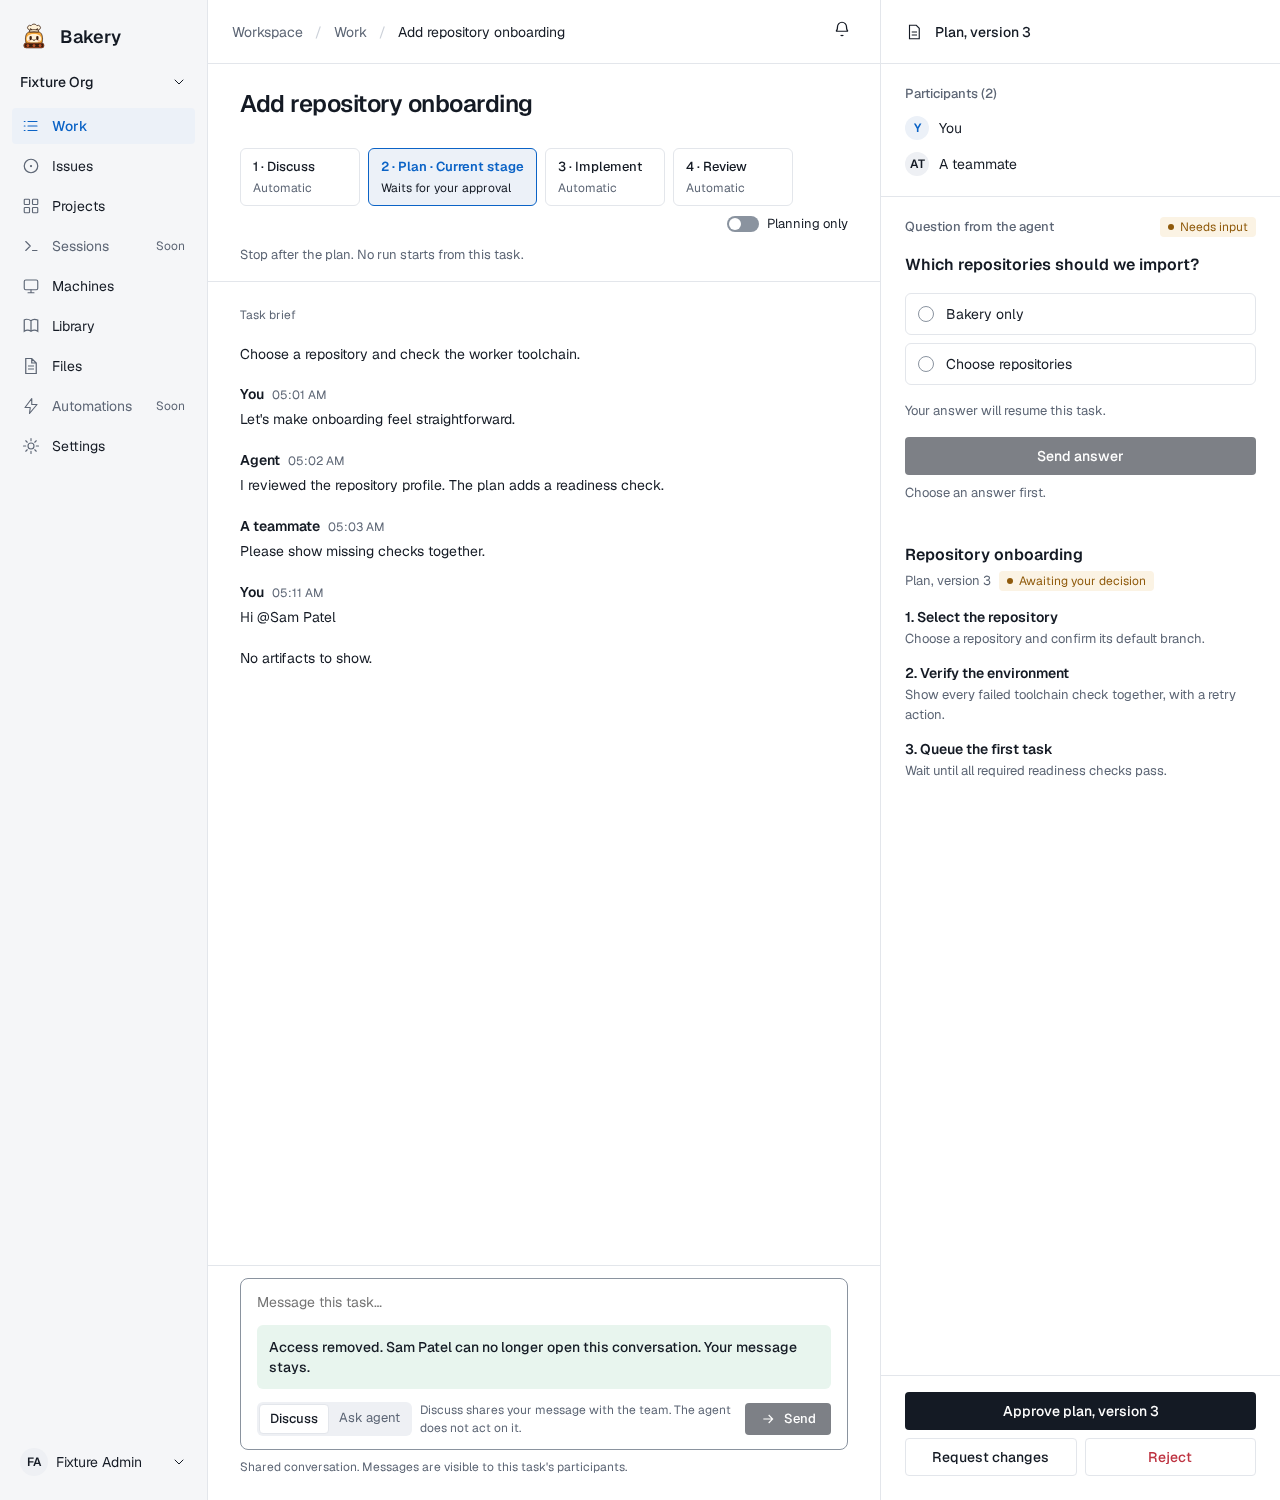 Bakery
Fixture Org
Work
Issues
Projects
Sessions Soon
Machines
Library
Files
Automations Soon
Settings
FA Fixture Admin
Workspace / Work / Add repository onboarding
Add repository onboarding
1 · Discuss
Automatic
2 · Plan · Current stage
Waits for your approval
3 · Implement
Automatic
4 · Review
Automatic
Planning only
Stop after the plan. No run starts from this task.
Task brief
Choose a repository and check the worker toolchain.
You 05:01 AM
Let's make onboarding feel straightforward.
Agent 05:02 AM
I reviewed the repository profile. The plan adds a readiness check.
A teammate 05:03 AM
Please show missing checks together.
You 05:11 AM
Hi @Sam Patel
No artifacts to show.
Message this task...
Access removed. Sam Patel can no longer open this conversation. Your message
stays.
Discuss Ask agent
Discuss shares your message with the team. The agent
does not act on it.
Send
Shared conversation. Messages are visible to this task's participants.
Plan, version 3
Participants (2)
Y You
AT A teammate
Question from the agent Needs input
Which repositories should we import?
Bakery only
Choose repositories
Your answer will resume this task.
Send answer
Choose an answer first.
Repository onboarding
Plan, version 3 Awaiting your decision
1. Select the repository
Choose a repository and confirm its default branch.
2. Verify the environment
Show every failed toolchain check together, with a retry
action.
3. Queue the first task
Wait until all required readiness checks pass.
Approve plan, version 3
Request changes Reject